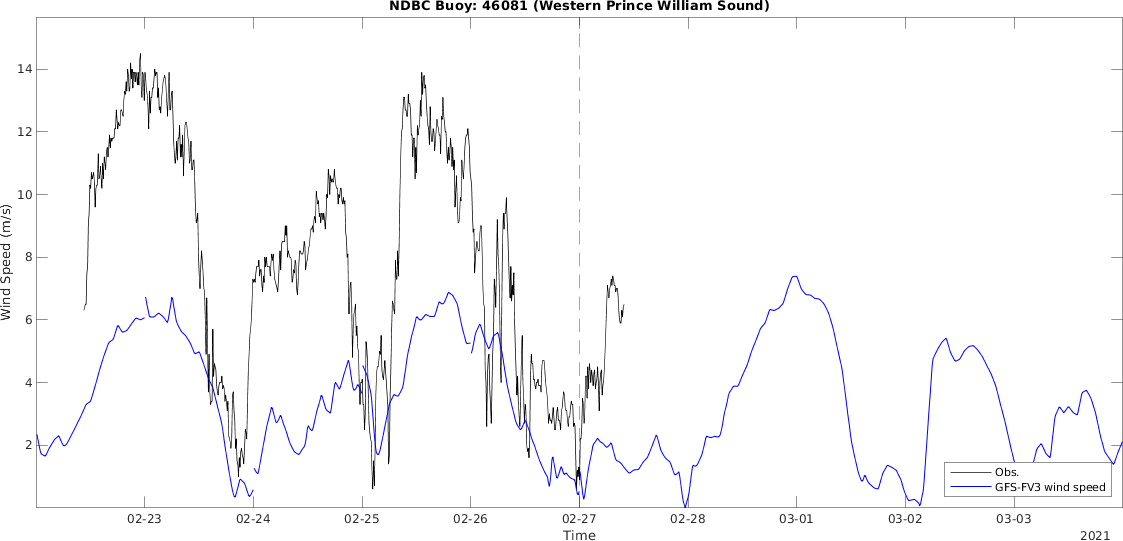 NDBC Buoy: 46081 (Western Prince William Sound)
14
12
10
8
6
4
2
Wind Speed (m/s)
Obs.
GFS-FV3 wind speed
02-23 02-24 02-25 02-26 02-27 02-28 03-01 03-02 03-03
Time
2021